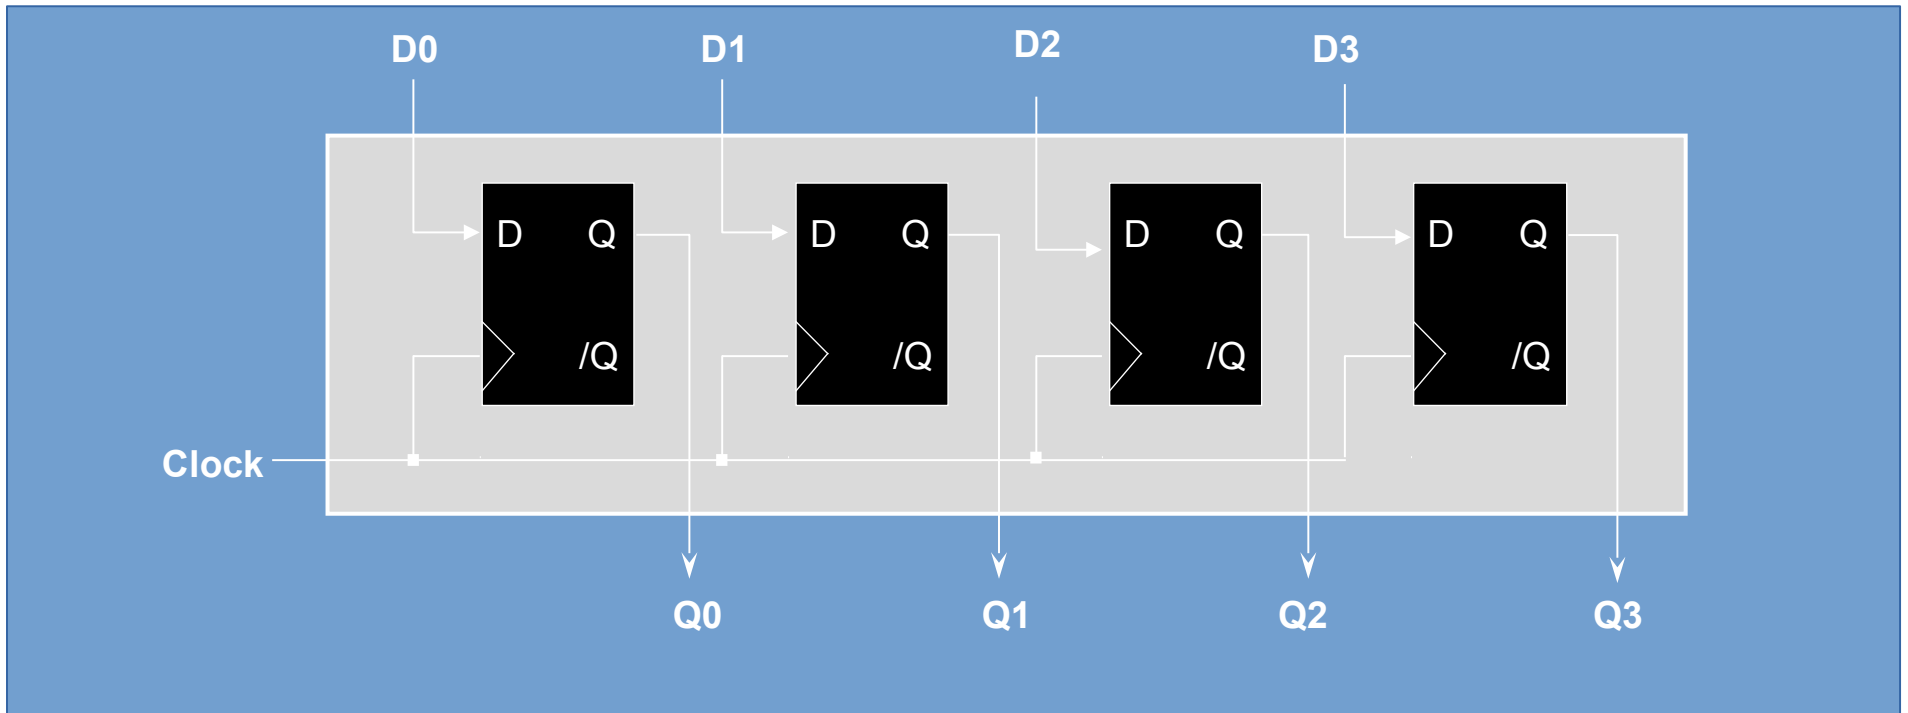 D0 D1 D2 D3
D Q D Q D Q D Q
/Q /Q /Q /Q
Clock
Q0 Q1 Q2 Q3